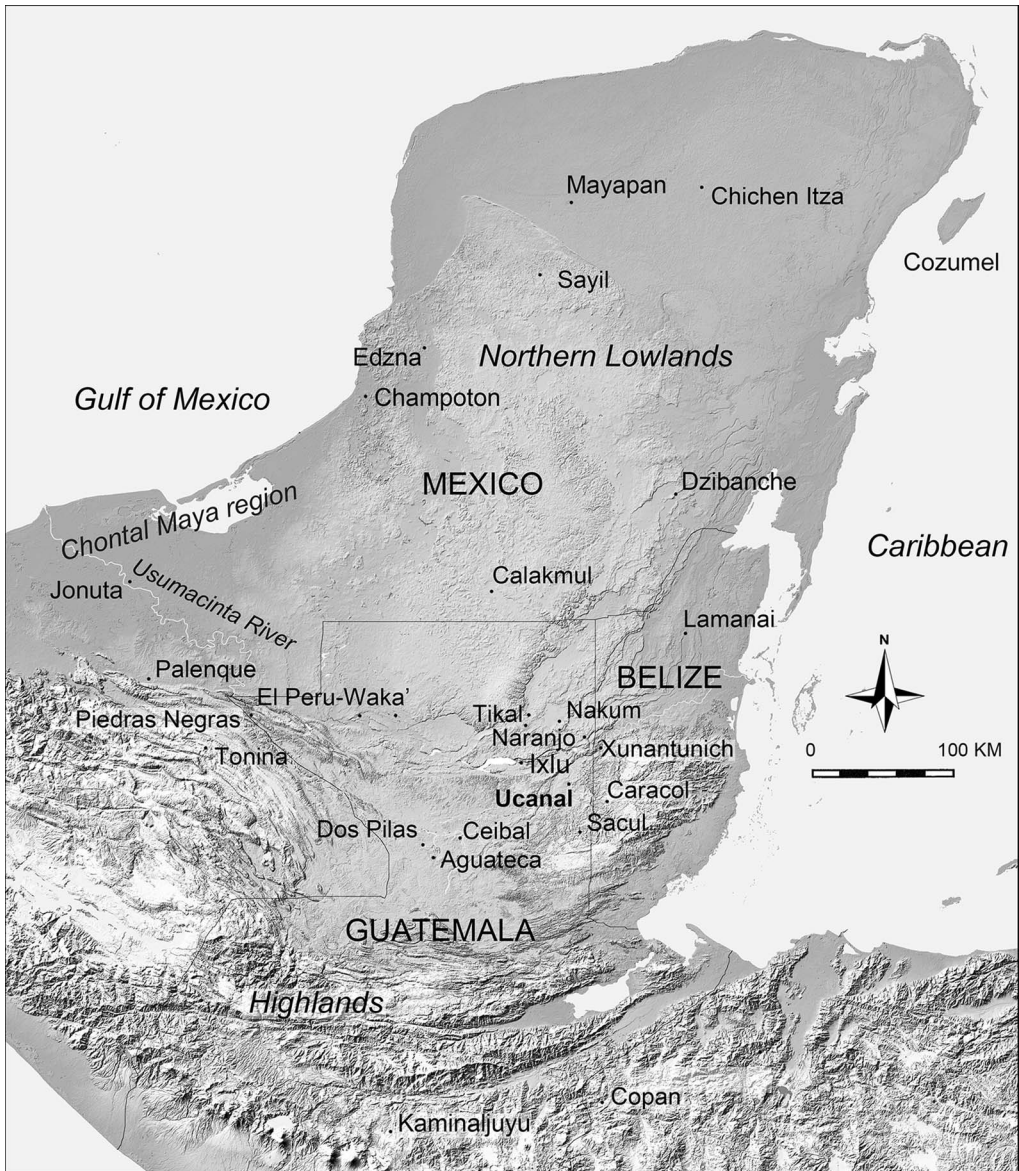 Mayapan
Chichen Itza
Cozumel
Sayil
Edzna
Northern Lowlands
Gulf of Mexico
Champoton
MEXICO
Dzibanche
Chontal Maya region
Caribbean
Usumacinta River
Jonuta
Calakmul
Lamanai
N
Palenque
BELIZE
El Peru-Waka’
Piedras Negras
Tikal
Nakum
Naranjo
Xunantunich
Tonina
Ixlu
0 100 KM
Ucanal
Caracol
Dos Pilas
Ceibal
Sacul
Aguateca
GUATEMALA
Highlands
Copan
Kaminaljuyu